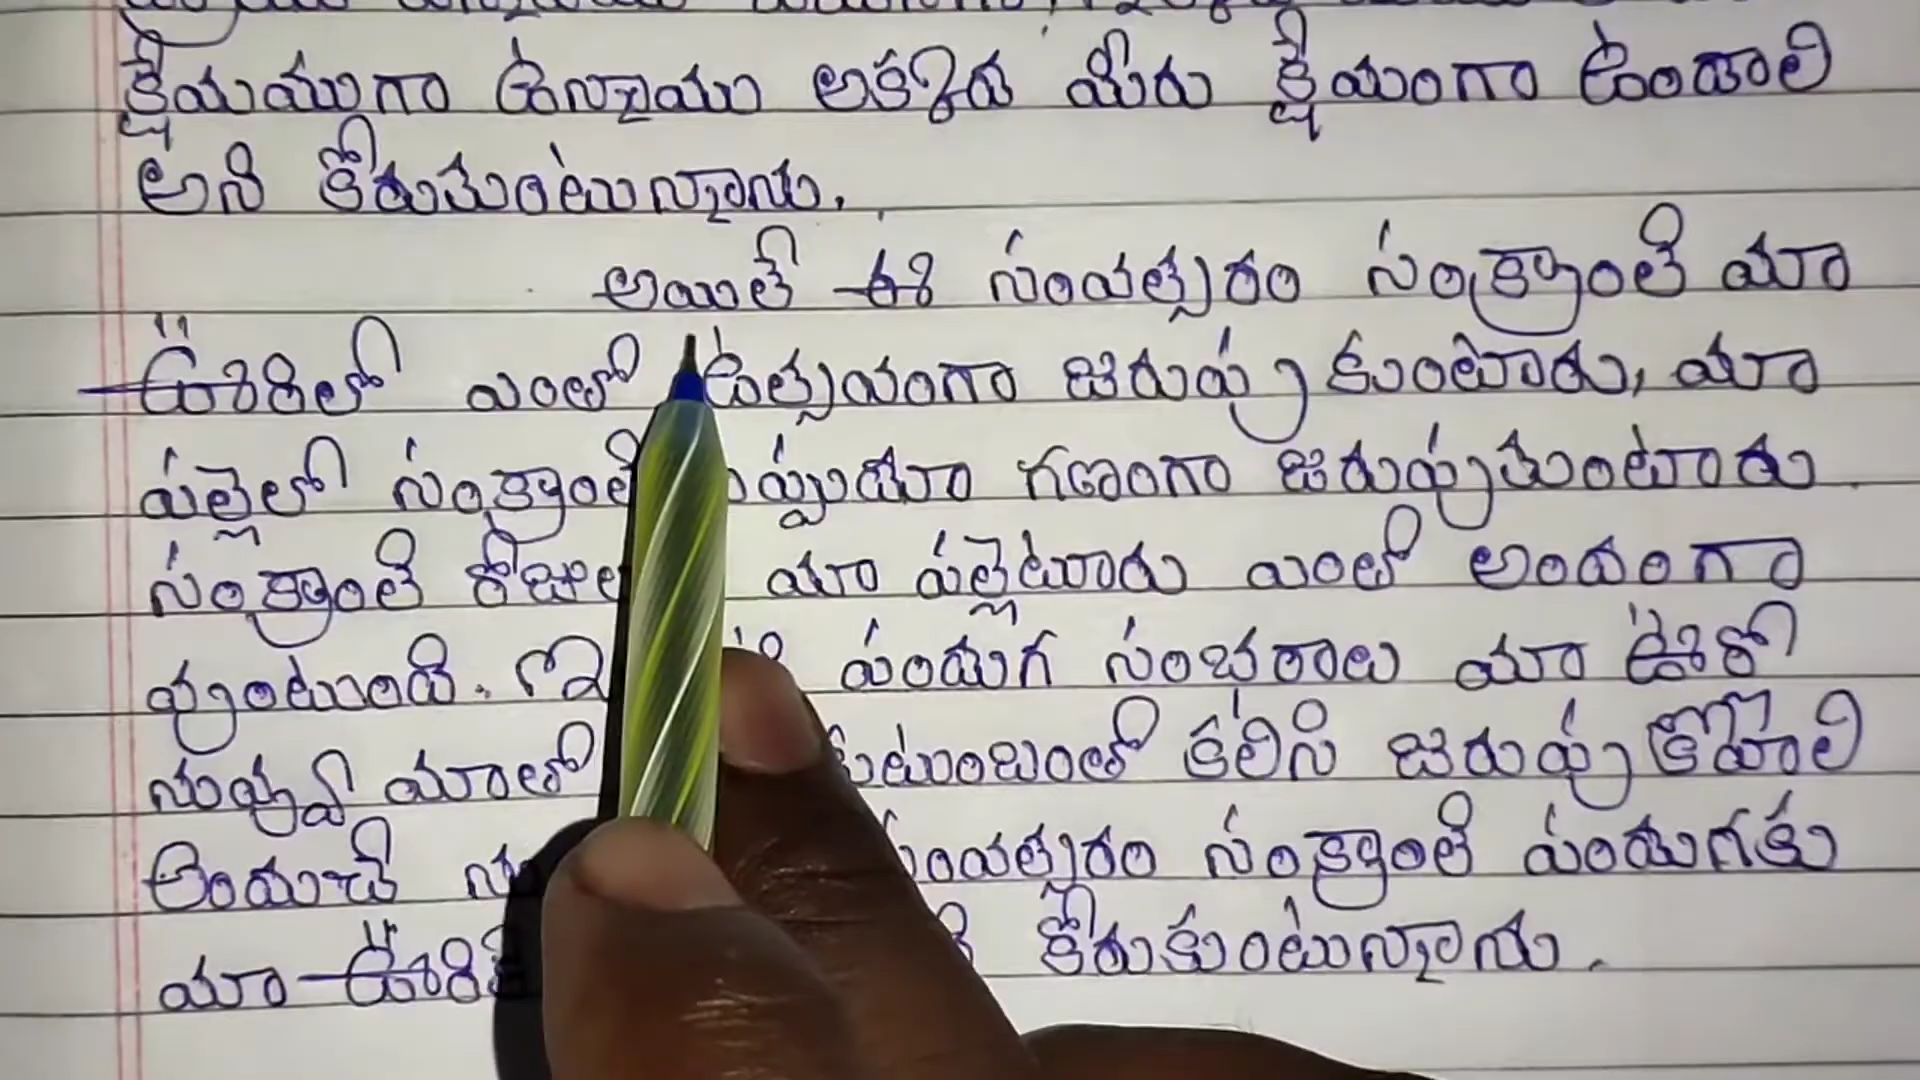 క్షేమముగా ఉన్నాము అక్కడ మీరు క్షేమంగా ఉండాలి
అని కోరుకుంటున్నాను.
అయితే ఈ సంవత్సరం సంక్రాంతి మా
ఊరిలో ఎంతో ఉత్సవంగా జరుపుకుంటారు, మా
పల్లెలో సంక్రాంతి ఘణంగా జరుపుకుంటారు
సంక్రాంతి మా పల్లెటూరు ఎంతో అందంగా
వుంటుంది. పండుగ సంబరాలు మా ఊరిలో
నువ్వు మాతో కుటుంబంతో కలిసి జరుపుకోవాలి
అందుకే సంవత్సరం సంక్రాంతి పండుగకు
మా కోరుకుంటున్నాను.